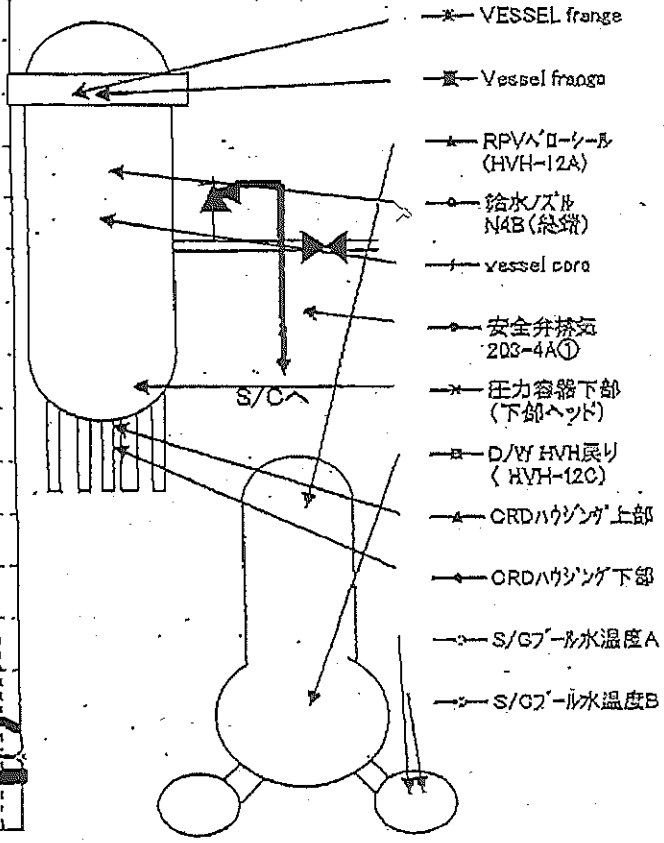 VESSEL frange
Vessel frange
RPVベローシール
(HVH-12A)
給水ノズル
N4B(終端)
vessel core
安全弁排気
203-4A①
圧力容器下部
(下部ヘッド)
D/W HVH戻り
(HVH-12C)
CRDハウジング上部
CRDハウジング下部
S/Cプール水温度A
S/Cプール水温度B
S/Cへ